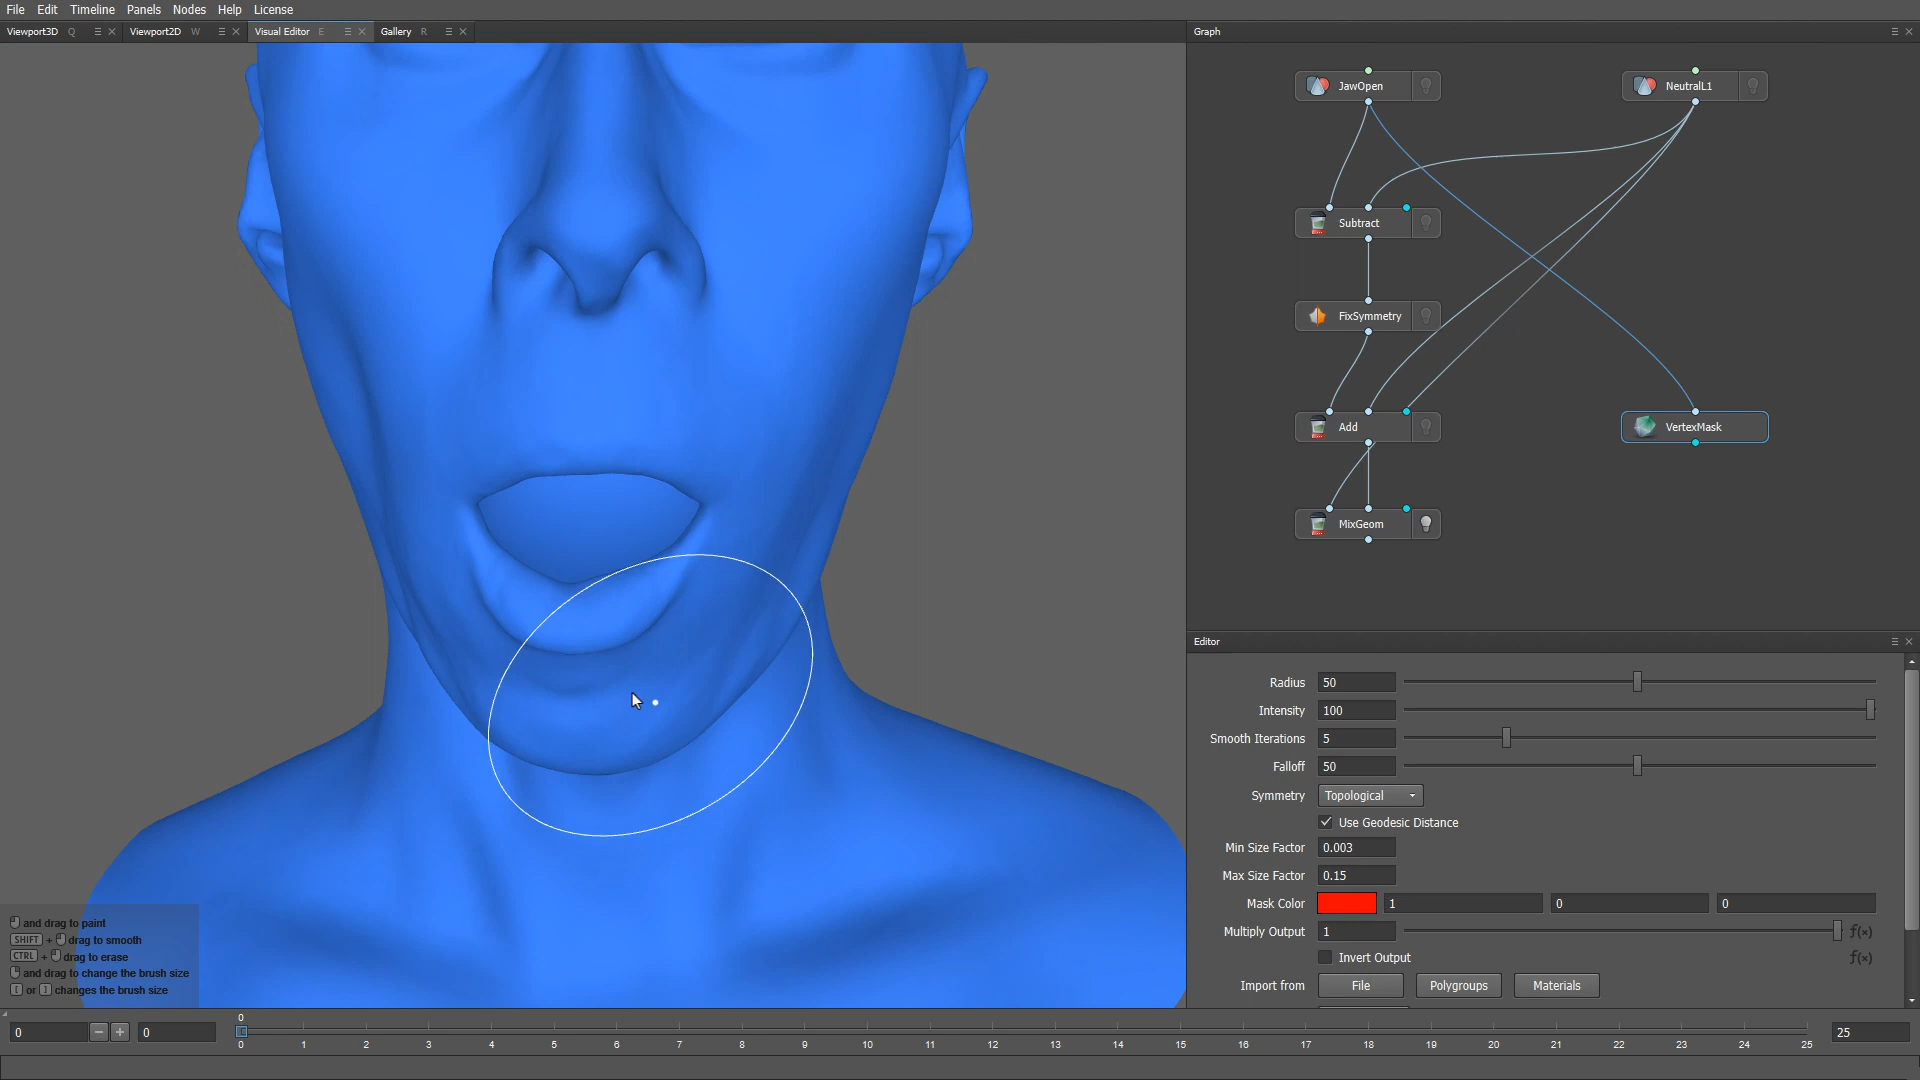 File Edit Timeline Panels Nodes Help License
Viewport3D Q Viewport2D W Visual Editor E Gallery R Graph
JawOpen NeutralL1
Subtract
FixSymmetry
Add VertexMask
MixGeom
Editor
Radius 50
Intensity 100
Smooth Iterations 5
Falloff 50
Symmetry Topological
Use Geodesic Distance
Min Size Factor 0.003
Max Size Factor 0.15
Mask Color 1 0 0
Multiply Output 1 f(x)
Invert Output f(x)
Import from File Polygroups Materials
and drag to paint
SHIFT + drag to smooth
CTRL + drag to erase
and drag to change the brush size
[ or ] changes the brush size
0
0 − + 0 25
0 1 2 3 4 5 6 7 8 9 10 11 12 13 14 15 16 17 18 19 20 21 22 23 24 25